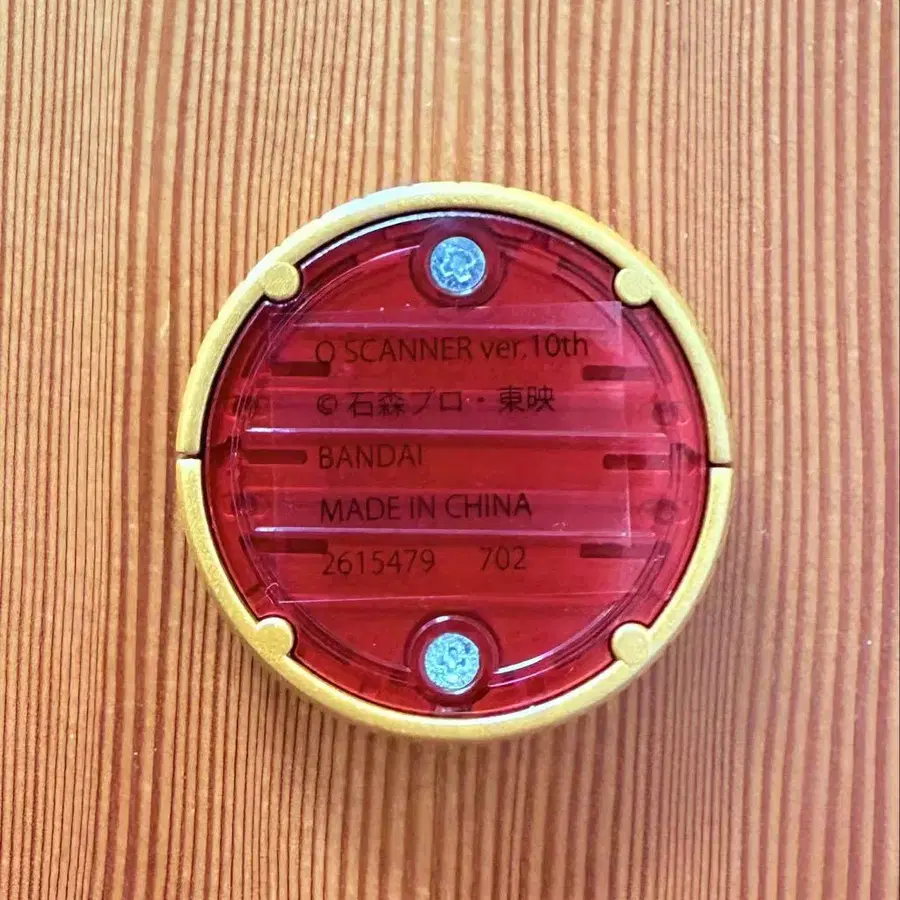 O SCANNER ver.10th
© 石森プロ・東映
BANDAI
MADE IN CHINA
2615479 702